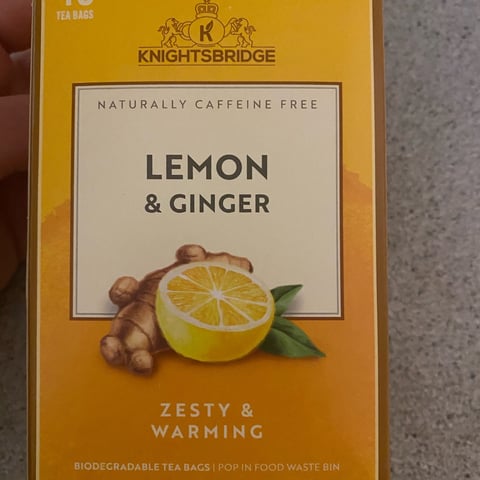 TEA BAGS
K
KNIGHTSBRIDGE
NATURALLY CAFFEINE FREE
LEMON
& GINGER
ZESTY &
WARMING
BIODEGRADABLE TEA BAGS | POP IN FOOD WASTE BIN